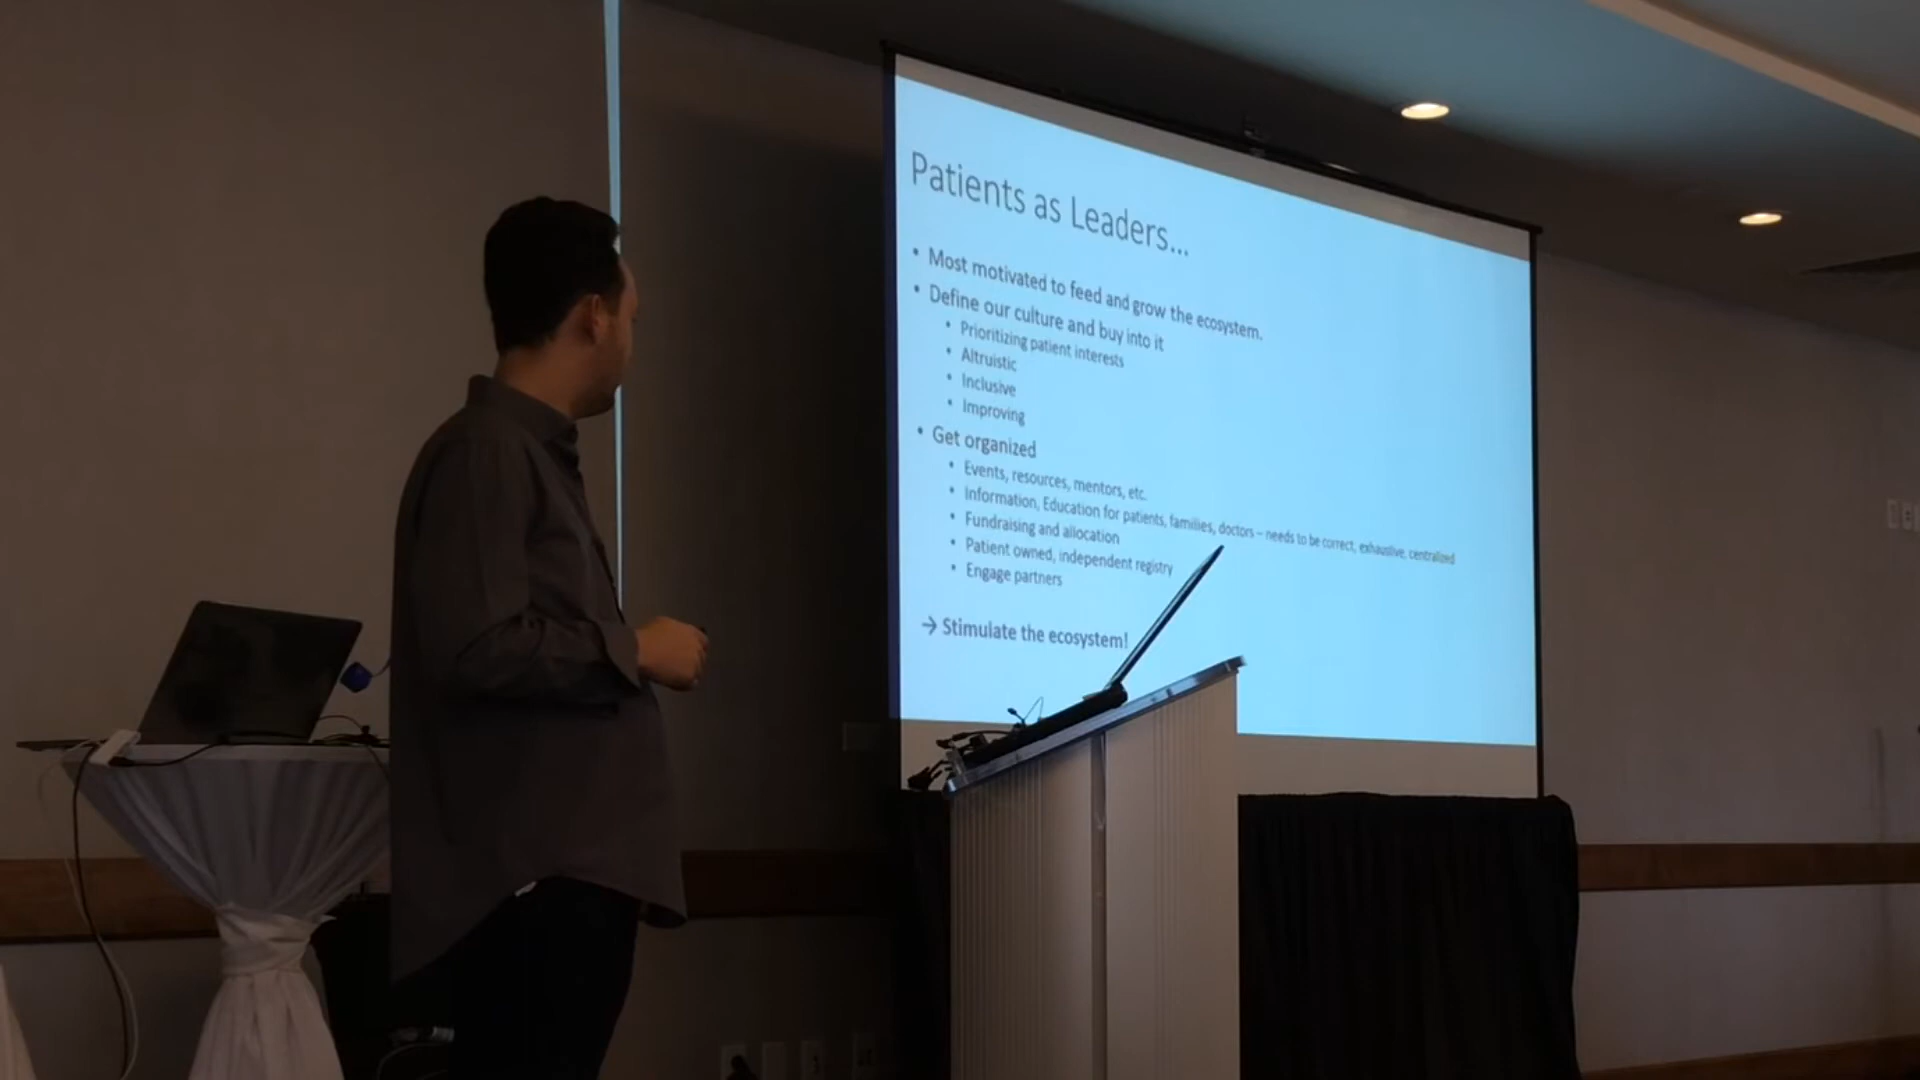 Patients as Leaders...
• Most motivated to feed and grow the ecosystem.
• Define our culture and buy into it
• Prioritizing patient interests
• Altruistic
• Inclusive
• Improving
• Get organized
• Events, resources, mentors, etc.
• Information, Education for patients, families, doctors – needs to be correct, exhaustive, centralized
• Fundraising and allocation
• Patient owned, independent registry
• Engage partners
→ Stimulate the ecosystem!